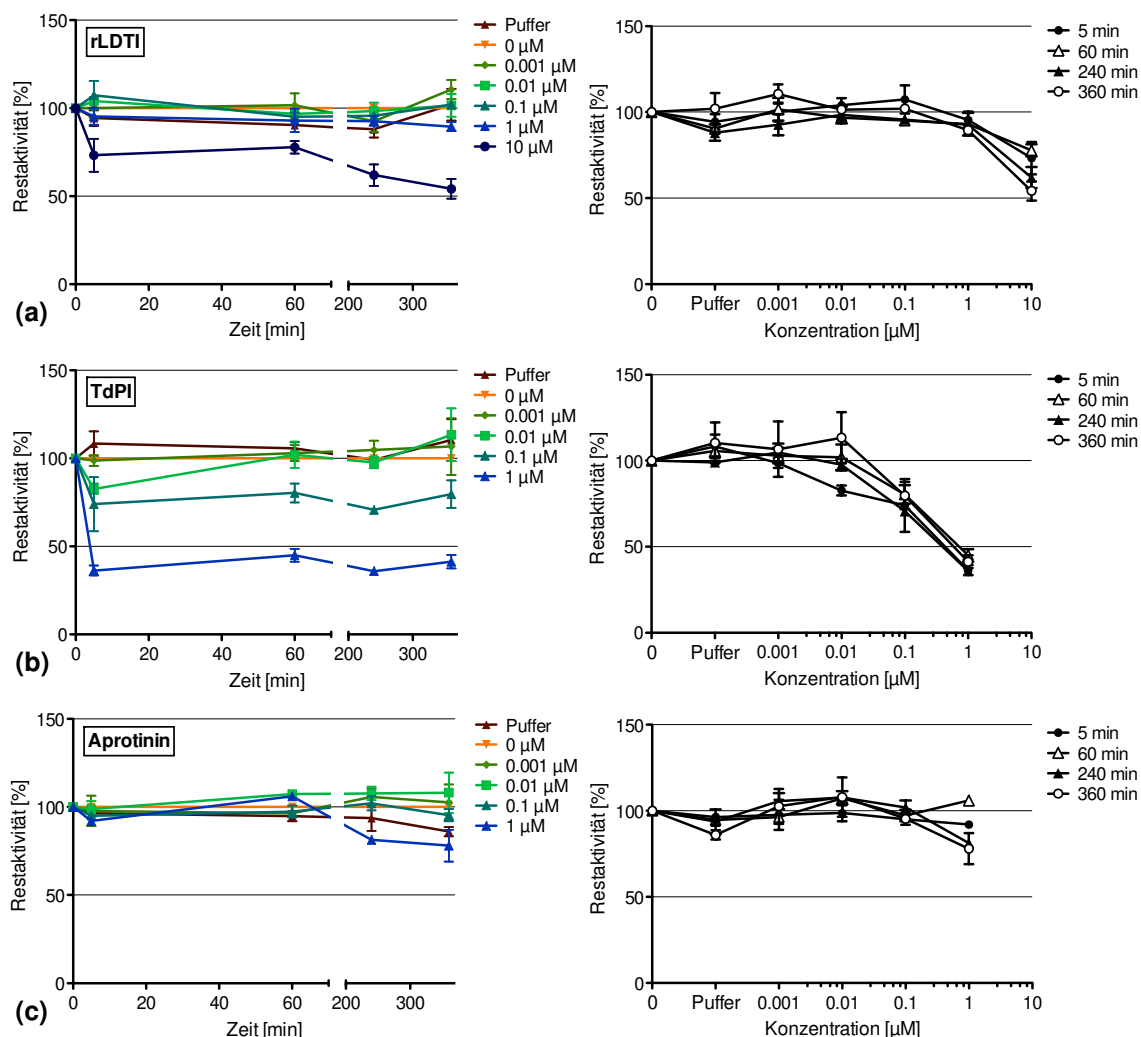 rLDTI
Restaktivität [%]
150
100
50
0
0 20 40 60 200 300
Zeit [min]
Puffer
0 µM
0.001 µM
0.01 µM
0.1 µM
1 µM
10 µM
Restaktivität [%]
150
100
50
0
0 Puffer 0.001 0.01 0.1 1 10
Konzentration [µM]
5 min
60 min
240 min
360 min
(a)
TdPI
Restaktivität [%]
150
100
50
0
0 20 40 60 200 300
Zeit [min]
Puffer
0 µM
0.001 µM
0.01 µM
0.1 µM
1 µM
Restaktivität [%]
150
100
50
0
0 Puffer 0.001 0.01 0.1 1 10
Konzentration [µM]
5 min
60 min
240 min
360 min
(b)
Aprotinin
Restaktivität [%]
150
100
50
0
0 20 40 60 200 300
Zeit [min]
Puffer
0 µM
0.001 µM
0.01 µM
0.1 µM
1 µM
Restaktivität [%]
150
100
50
0
0 Puffer 0.001 0.01 0.1 1 10
Konzentration [µM]
5 min
60 min
240 min
360 min
(c)